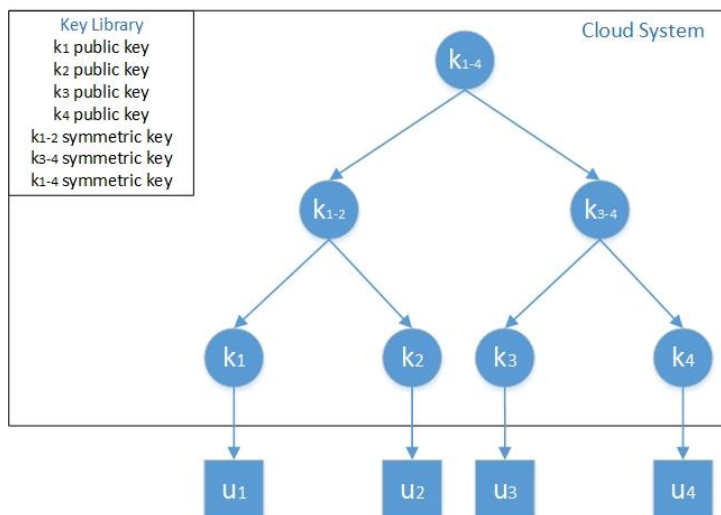 Key Library
k1 public key
k2 public key
k3 public key
k4 public key
k1-2 symmetric key
k3-4 symmetric key
k1-4 symmetric key
Cloud System
k1-4
k1-2
k3-4
k1
k2
k3
k4
u1
u2
u3
u4